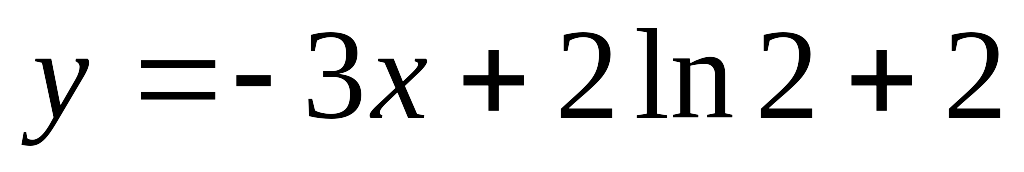 y = - 3x + 2 ln 2 + 2